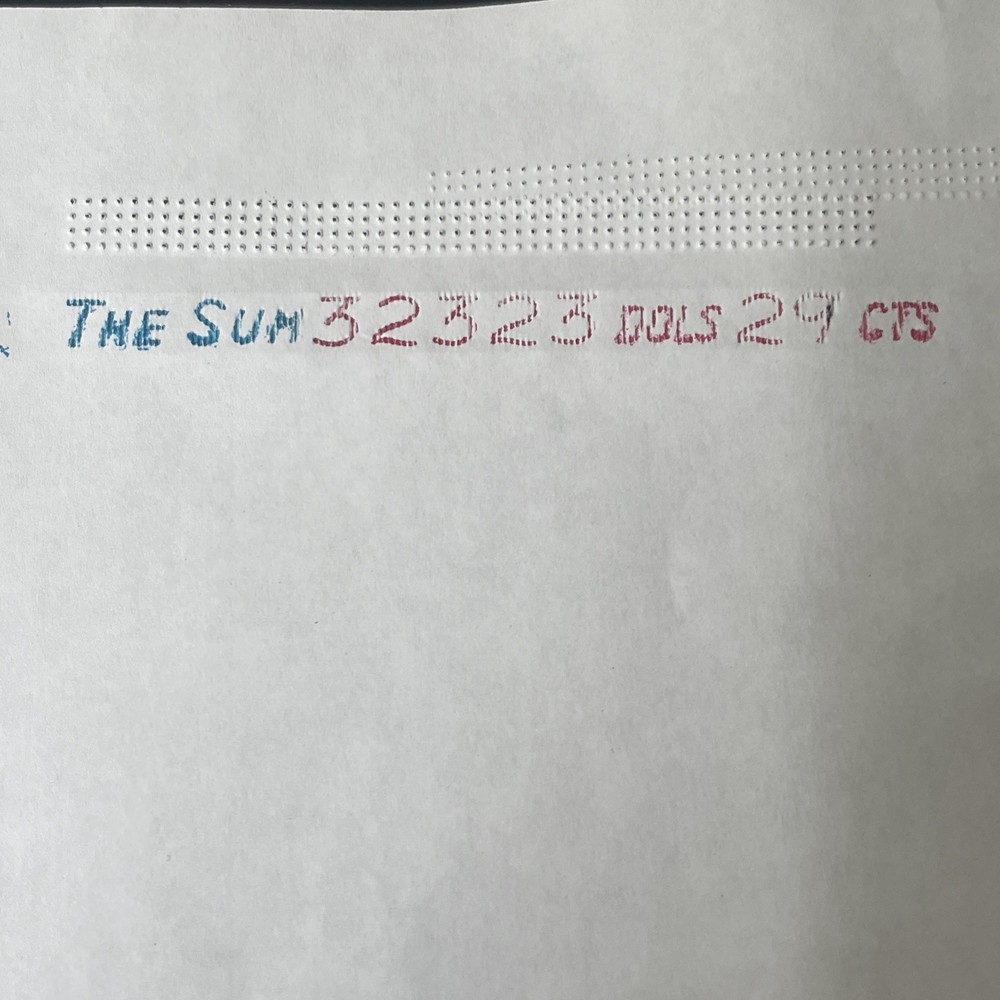 THE SUM 32323 DOLS 29 CTS